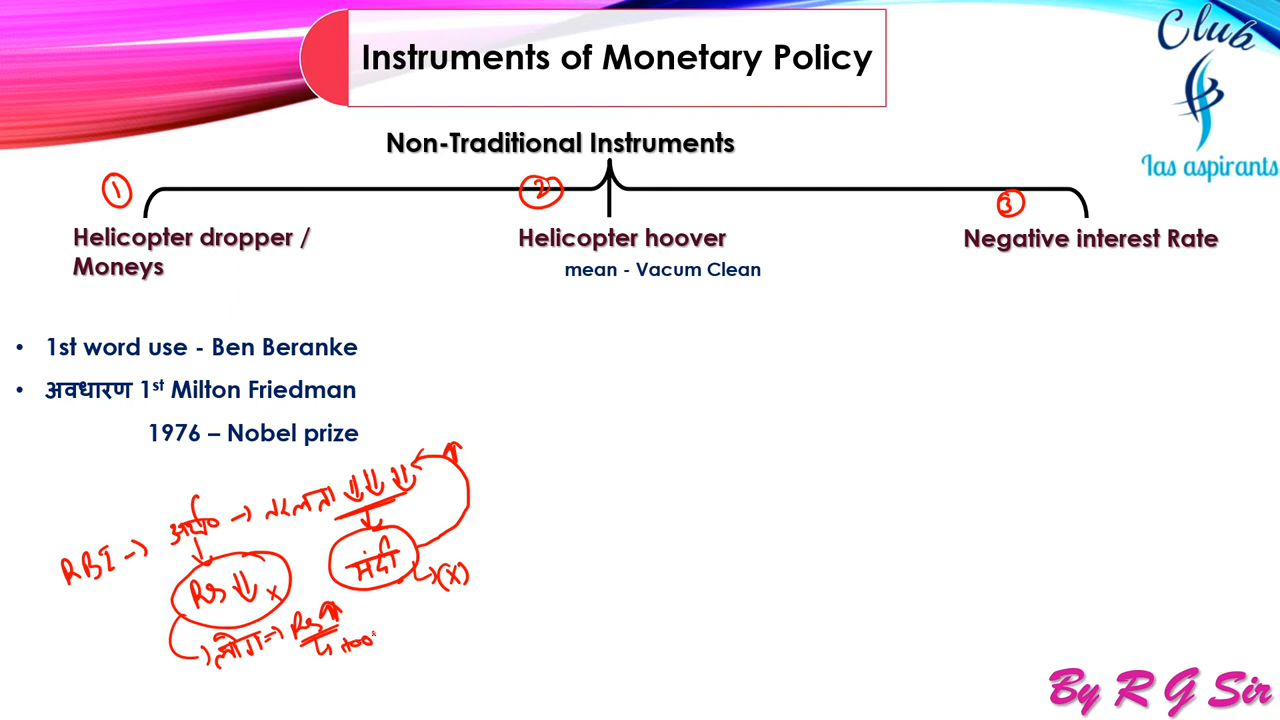 Instruments of Monetary Policy
Club
Ias aspirants
Non-Traditional Instruments
1
2
3
Helicopter dropper /
Moneys
Helicopter hoover
mean - Vacum Clean
Negative interest Rate
• 1st word use - Ben Beranke
• अवधारण 1st Milton Friedman
1976 – Nobel prize
RBI → अर्थ० → तरलता
Rs
मंदी
(x)
x
लोग → Rs
By R G Sir